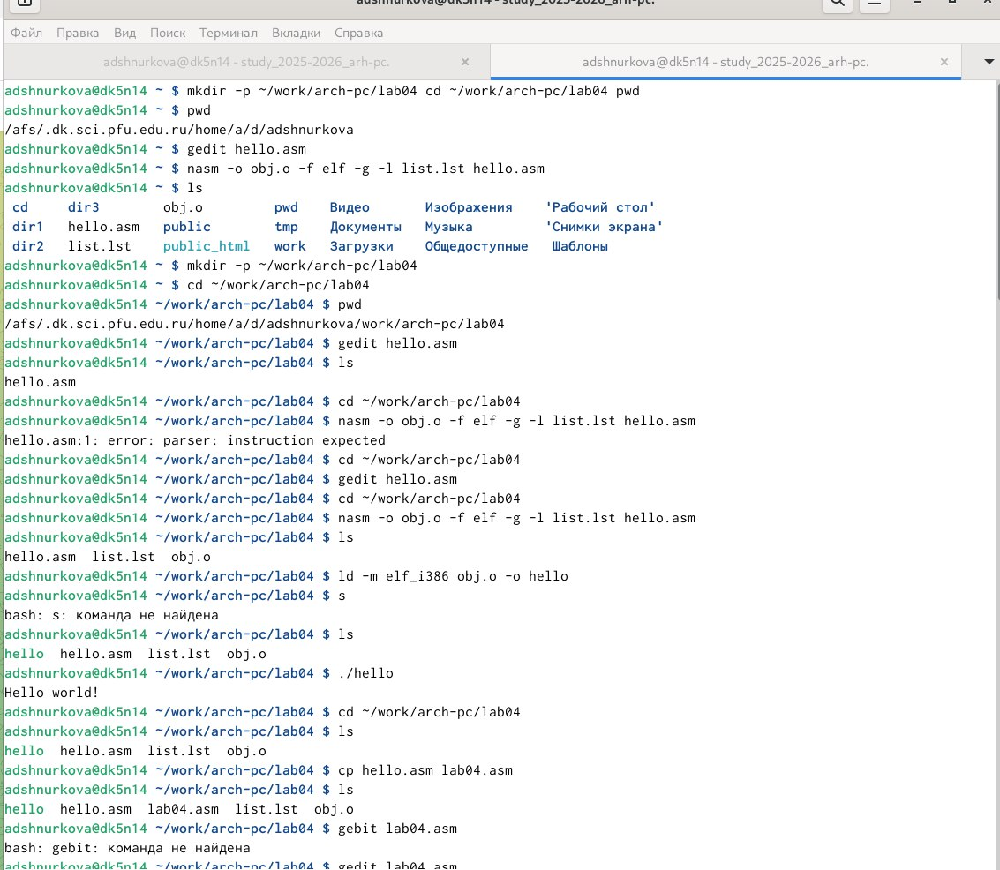 adshnurkova@dk5n14 - study_2025-2026_arh-pc.
Файл Правка Вид Поиск Терминал Вкладки Справка
adshnurkova@dk5n14 - study_2025-2026_arh-pc. × adshnurkova@dk5n14 - study_2025-2026_arh-pc. ×
adshnurkova@dk5n14 ~ $ mkdir -p ~/work/arch-pc/lab04 cd ~/work/arch-pc/lab04 pwd
adshnurkova@dk5n14 ~ $ pwd
/afs/.dk.sci.pfu.edu.ru/home/a/d/adshnurkova
adshnurkova@dk5n14 ~ $ gedit hello.asm
adshnurkova@dk5n14 ~ $ nasm -o obj.o -f elf -g -l list.lst hello.asm
adshnurkova@dk5n14 ~ $ ls
cd dir3 obj.o pwd Видео Изображения 'Рабочий стол'
dir1 hello.asm public tmp Документы Музыка 'Снимки экрана'
dir2 list.lst public_html work Загрузки Общедоступные Шаблоны
adshnurkova@dk5n14 ~ $ mkdir -p ~/work/arch-pc/lab04
adshnurkova@dk5n14 ~ $ cd ~/work/arch-pc/lab04
adshnurkova@dk5n14 ~/work/arch-pc/lab04 $ pwd
/afs/.dk.sci.pfu.edu.ru/home/a/d/adshnurkova/work/arch-pc/lab04
adshnurkova@dk5n14 ~/work/arch-pc/lab04 $ gedit hello.asm
adshnurkova@dk5n14 ~/work/arch-pc/lab04 $ ls
hello.asm
adshnurkova@dk5n14 ~/work/arch-pc/lab04 $ cd ~/work/arch-pc/lab04
adshnurkova@dk5n14 ~/work/arch-pc/lab04 $ nasm -o obj.o -f elf -g -l list.lst hello.asm
hello.asm:1: error: parser: instruction expected
adshnurkova@dk5n14 ~/work/arch-pc/lab04 $ cd ~/work/arch-pc/lab04
adshnurkova@dk5n14 ~/work/arch-pc/lab04 $ gedit hello.asm
adshnurkova@dk5n14 ~/work/arch-pc/lab04 $ cd ~/work/arch-pc/lab04
adshnurkova@dk5n14 ~/work/arch-pc/lab04 $ nasm -o obj.o -f elf -g -l list.lst hello.asm
adshnurkova@dk5n14 ~/work/arch-pc/lab04 $ ls
hello.asm list.lst obj.o
adshnurkova@dk5n14 ~/work/arch-pc/lab04 $ ld -m elf_i386 obj.o -o hello
adshnurkova@dk5n14 ~/work/arch-pc/lab04 $ s
bash: s: команда не найдена
adshnurkova@dk5n14 ~/work/arch-pc/lab04 $ ls
hello hello.asm list.lst obj.o
adshnurkova@dk5n14 ~/work/arch-pc/lab04 $ ./hello
Hello world!
adshnurkova@dk5n14 ~/work/arch-pc/lab04 $ cd ~/work/arch-pc/lab04
adshnurkova@dk5n14 ~/work/arch-pc/lab04 $ ls
hello hello.asm list.lst obj.o
adshnurkova@dk5n14 ~/work/arch-pc/lab04 $ cp hello.asm lab04.asm
adshnurkova@dk5n14 ~/work/arch-pc/lab04 $ ls
hello hello.asm lab04.asm list.lst obj.o
adshnurkova@dk5n14 ~/work/arch-pc/lab04 $ gebit lab04.asm
bash: gebit: команда не найдена
adshnurkova@dk5n14 ~/work/arch-pc/lab04 $ gedit lab04.asm